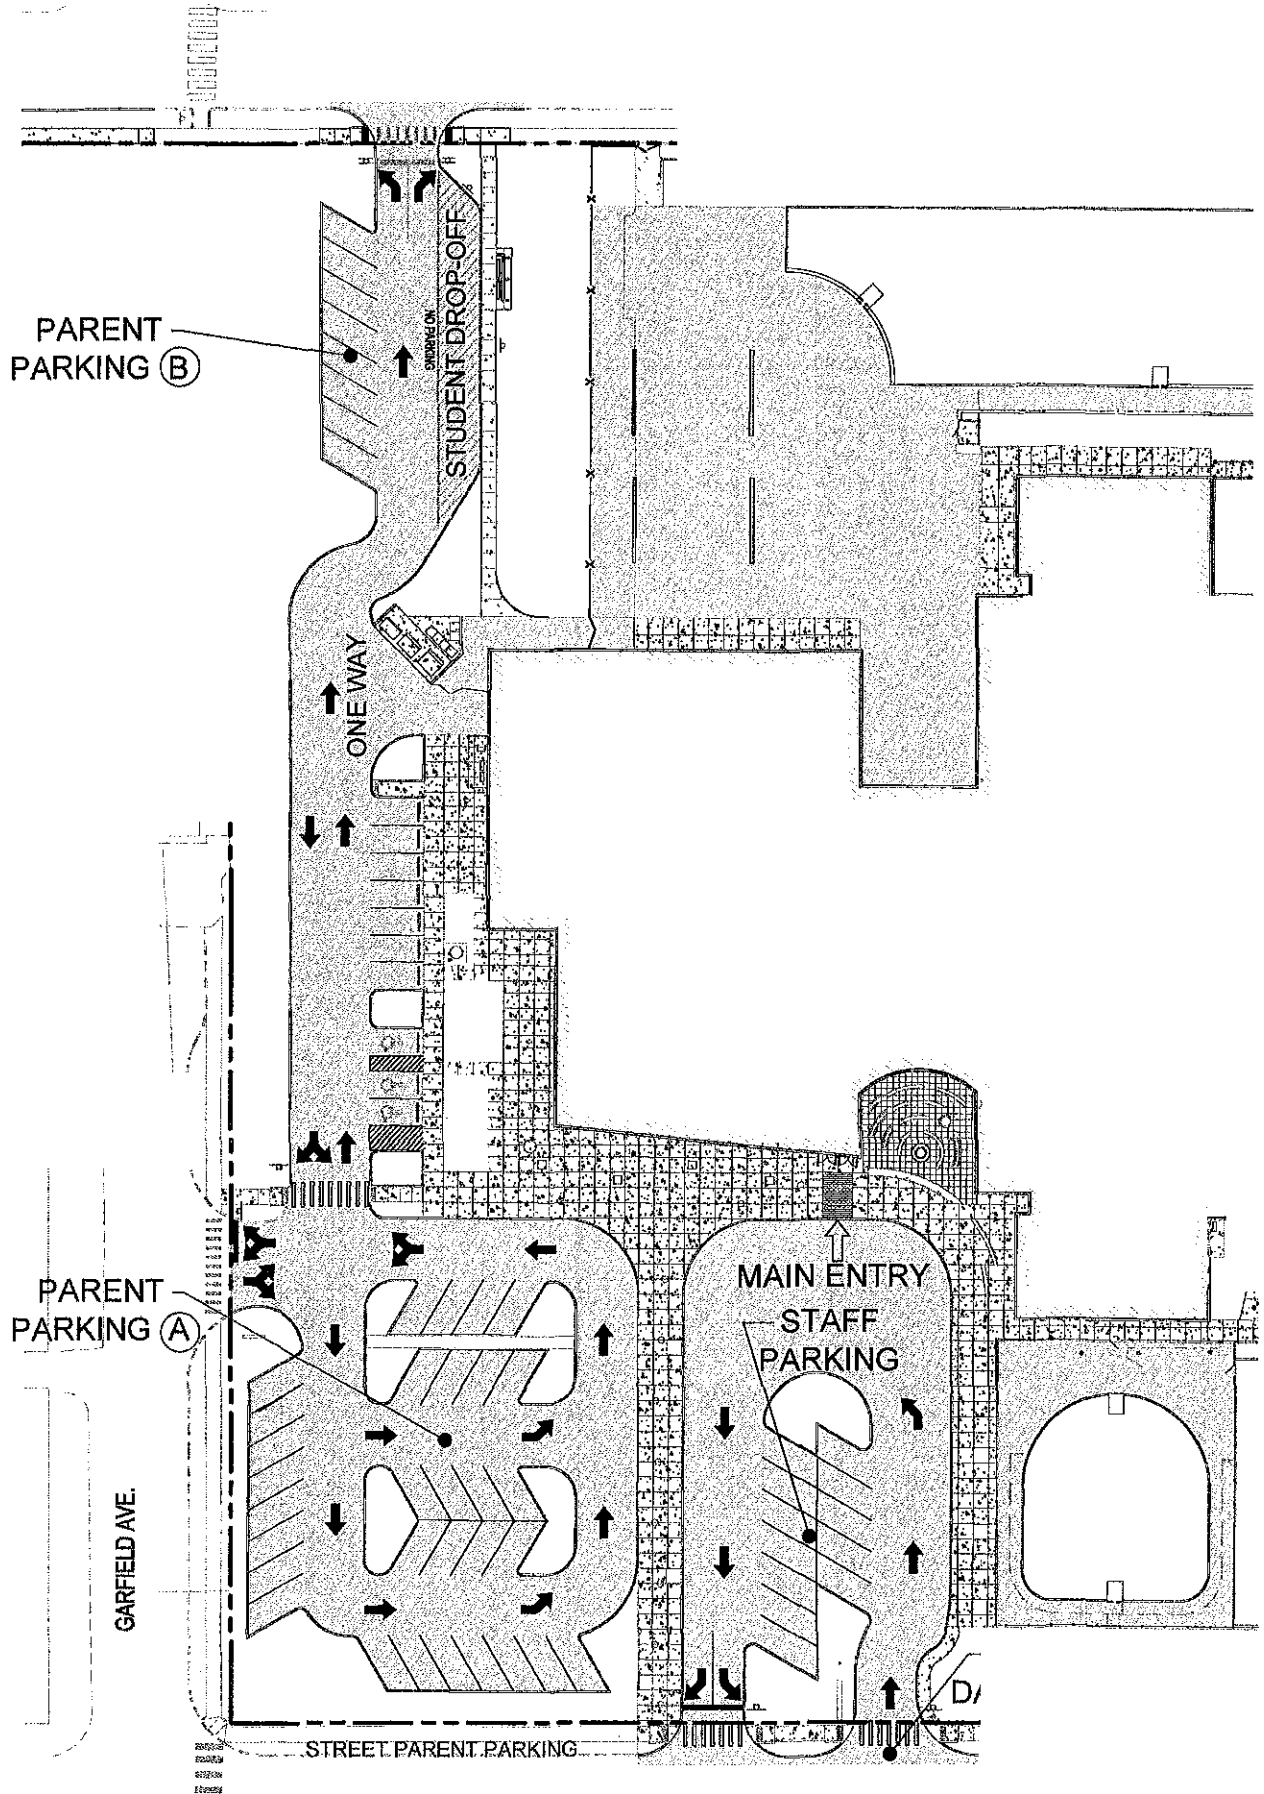 STUDENT DROP-OFF
NO PARKING
PARENT
PARKING B
ONE WAY
MAIN ENTRY
PARENT
PARKING A
STAFF
PARKING
GARFIELD AVE.
DA
STREET PARENT PARKING